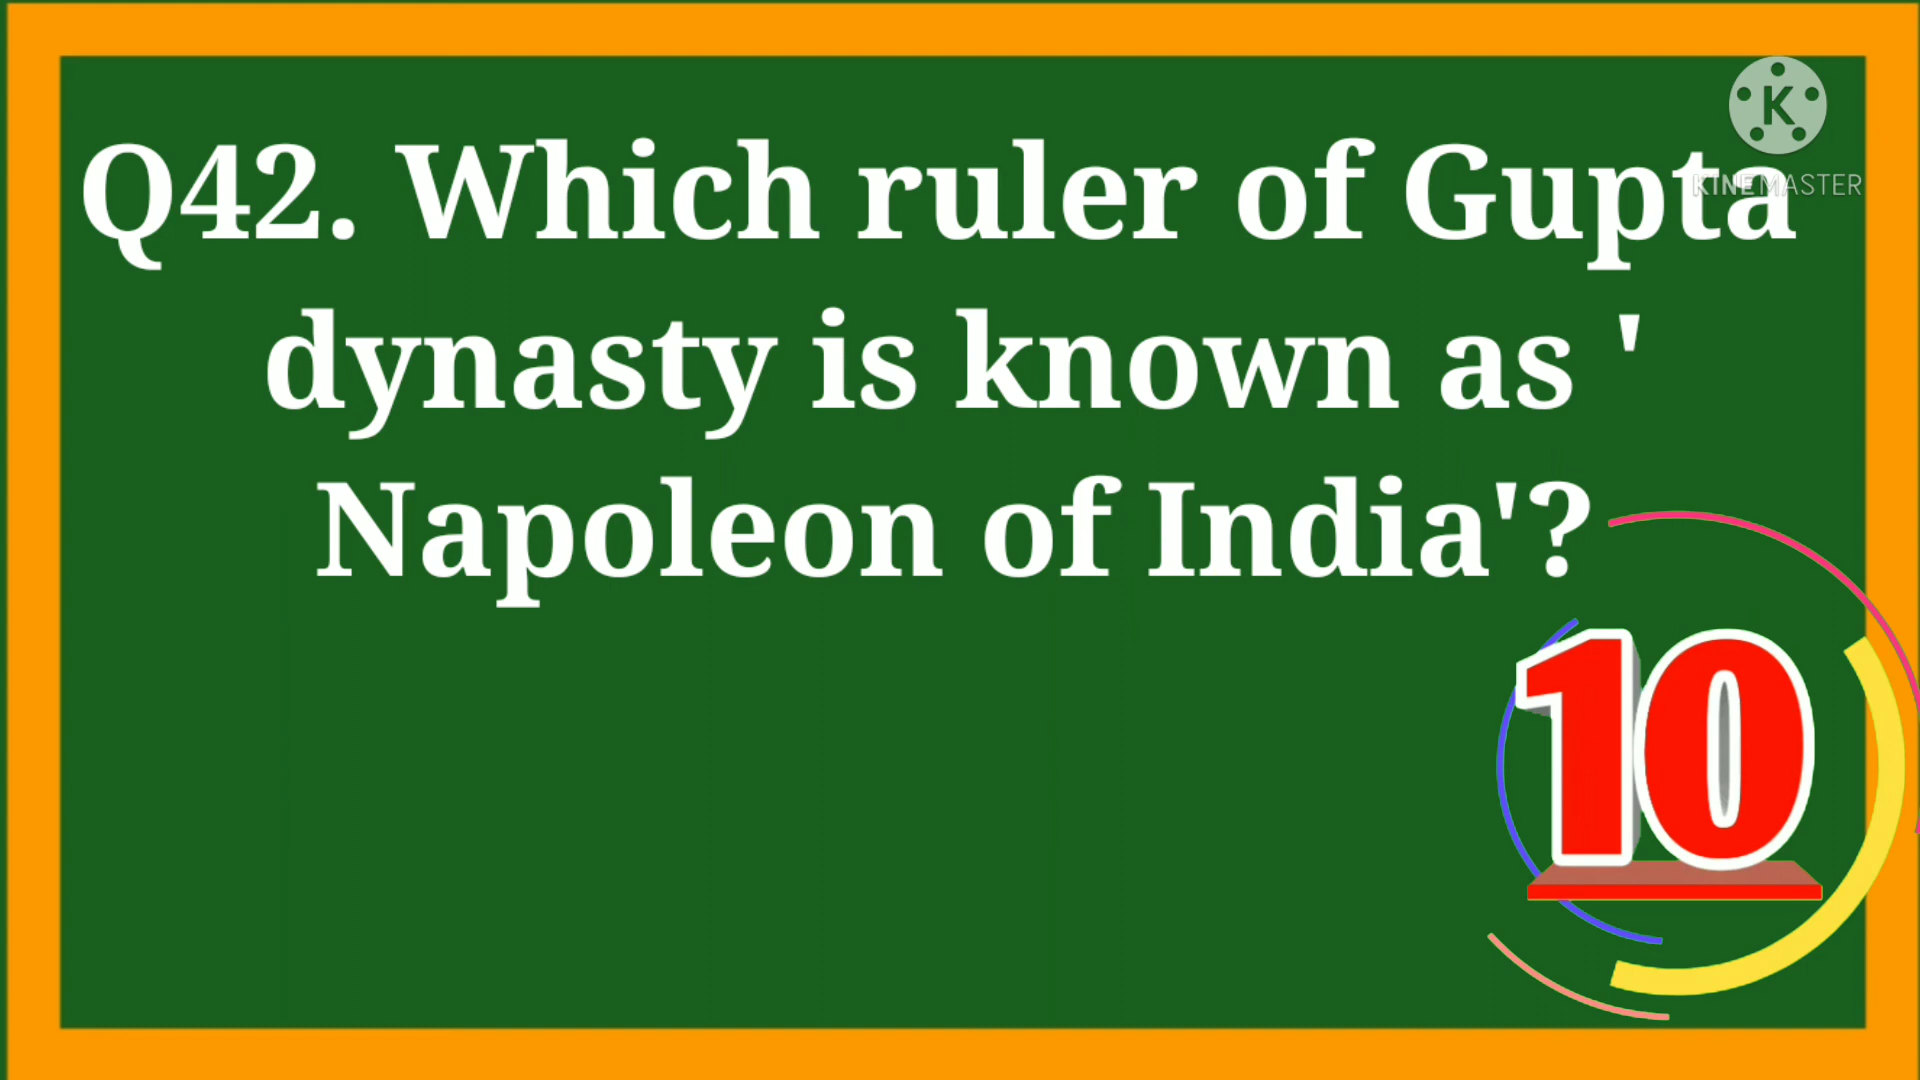 K
KINEMASTER
Q42. Which ruler of Gupta
dynasty is known as '
Napoleon of India'?
10